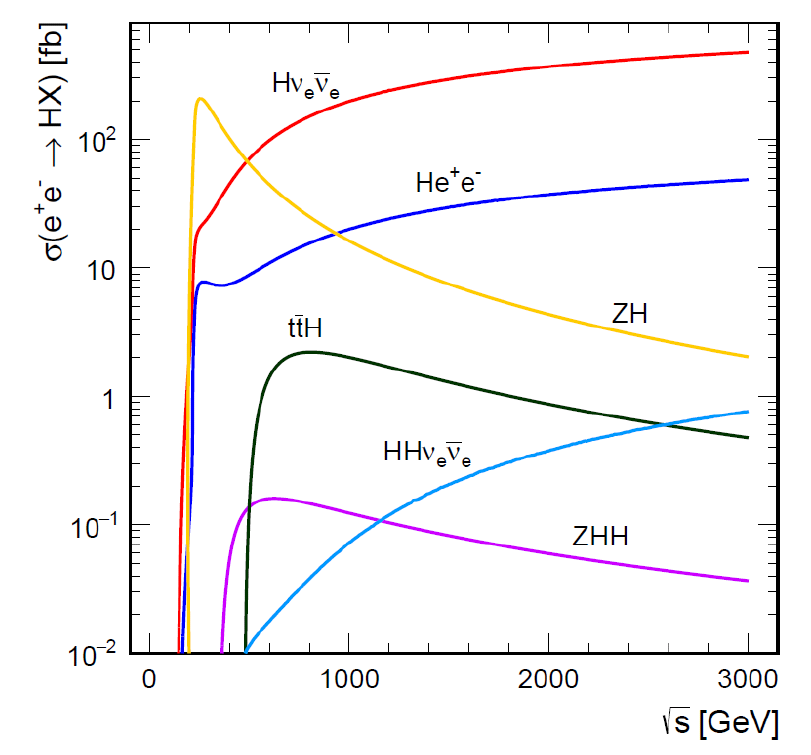 σ(e⁺e⁻ → HX) [fb]
Hνₑν̅ₑ
10²
He⁺e⁻
10
ZH
tt̅H
1
HHνₑν̅ₑ
10⁻¹
ZHH
10⁻²
0 1000 2000 3000
√s [GeV]